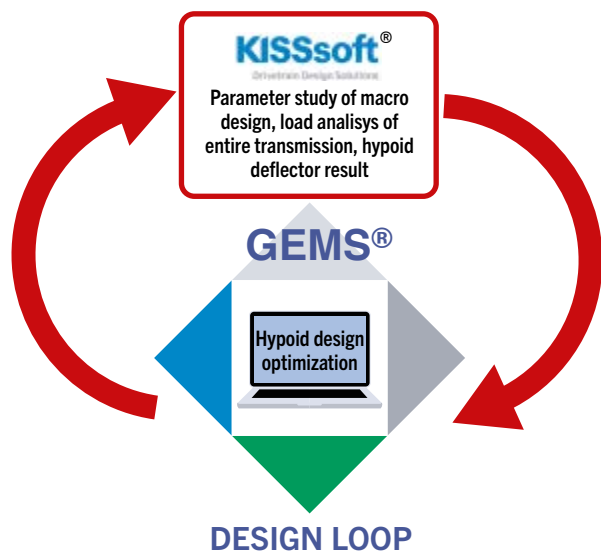 KISSsoft®
Drivetrain Design Solutions
Parameter study of macro
design, load analisys of
entire transmission, hypoid
deflector result
GEMS®
Hypoid design
optimization
DESIGN LOOP